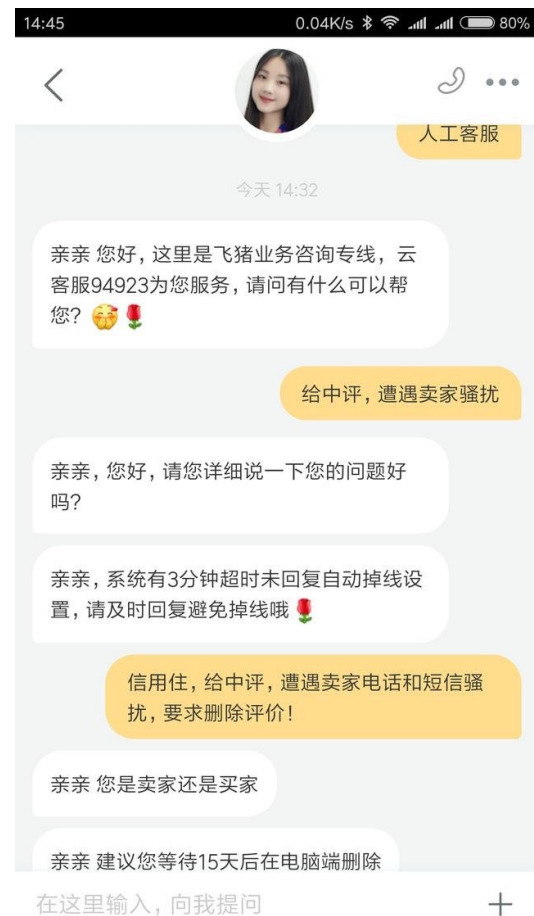 14:45 0.04K/s 80%
人工客服
今天 14:32
亲亲 您好，这里是飞猪业务咨询专线，云
客服94923为您服务，请问有什么可以帮
您？
给中评，遭遇卖家骚扰
亲亲，您好，请您详细说一下您的问题好
吗？
亲亲，系统有3分钟超时未回复自动掉线设
置，请及时回复避免掉线哦
信用住，给中评，遭遇卖家电话和短信骚
扰，要求删除评价！
亲亲 您是卖家还是买家
亲亲 建议您等待15天后在电脑端删除
在这里输入，向我提问